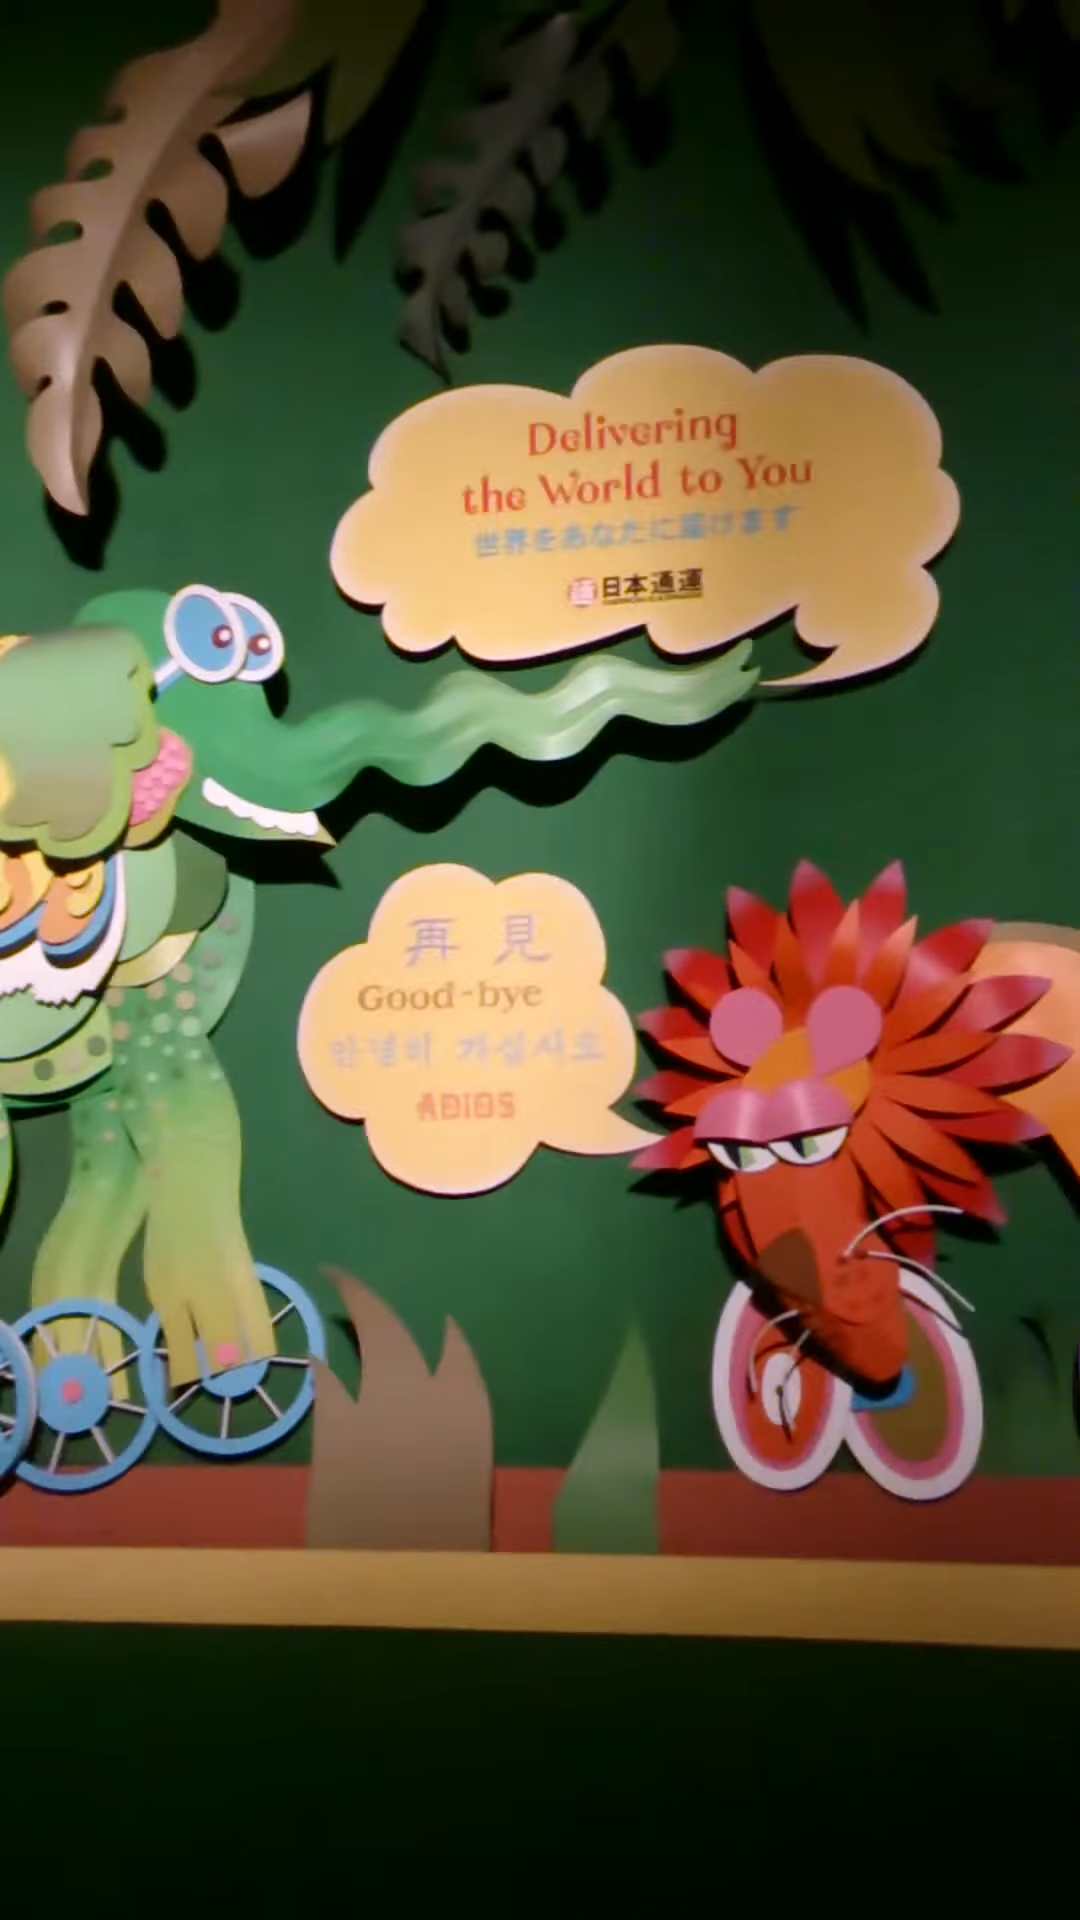 Delivering
the World to You
世界をあなたに届けます
日本通運
再見
Good-bye
안녕히 가십시오
ADIOS